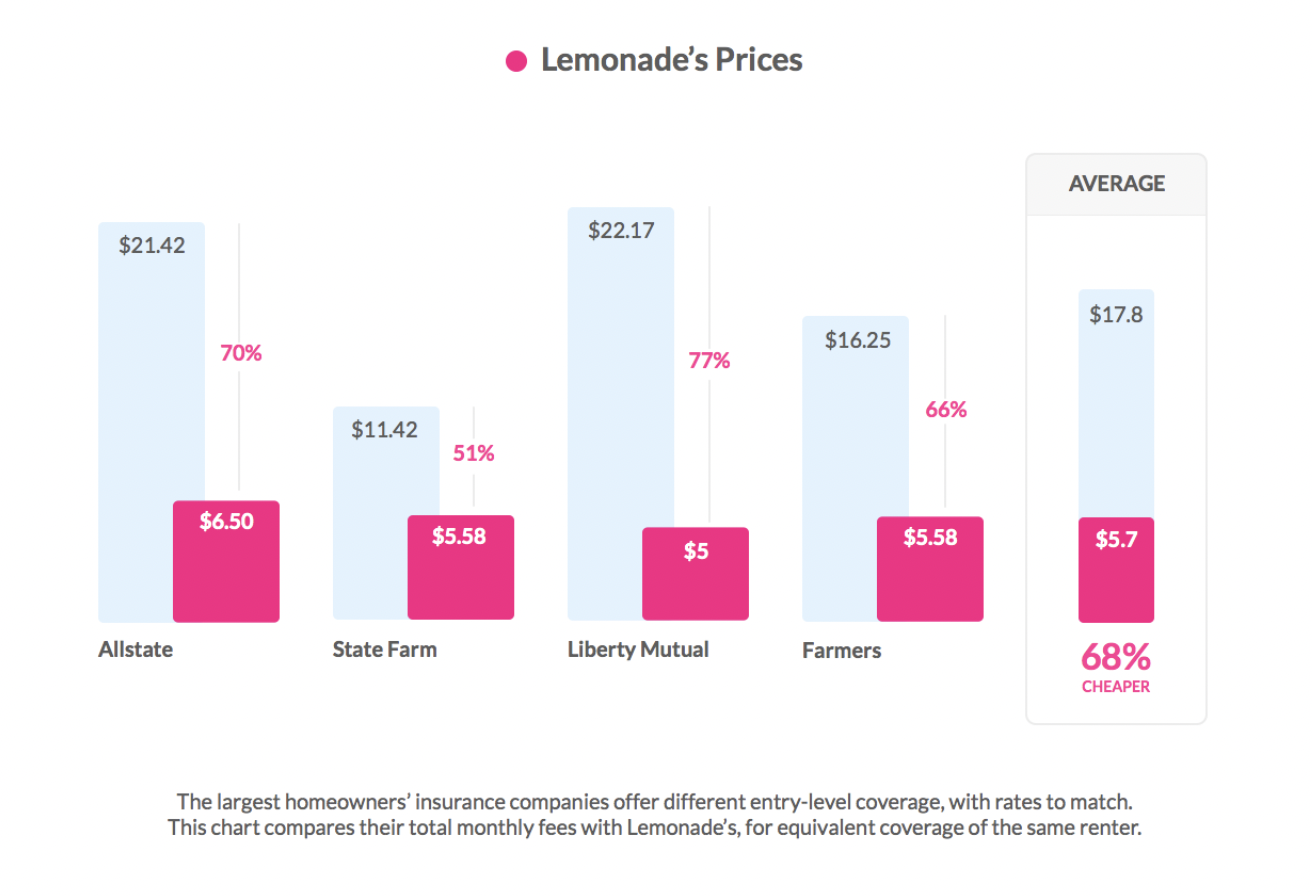 Lemonade’s Prices
AVERAGE
$21.42
70%
$6.50
Allstate
$11.42
51%
$5.58
State Farm
$22.17
77%
$5
Liberty Mutual
$16.25
66%
$5.58
Farmers
$17.8
$5.7
68%
CHEAPER
The largest homeowners’ insurance companies offer different entry-level coverage, with rates to match.
This chart compares their total monthly fees with Lemonade’s, for equivalent coverage of the same renter.